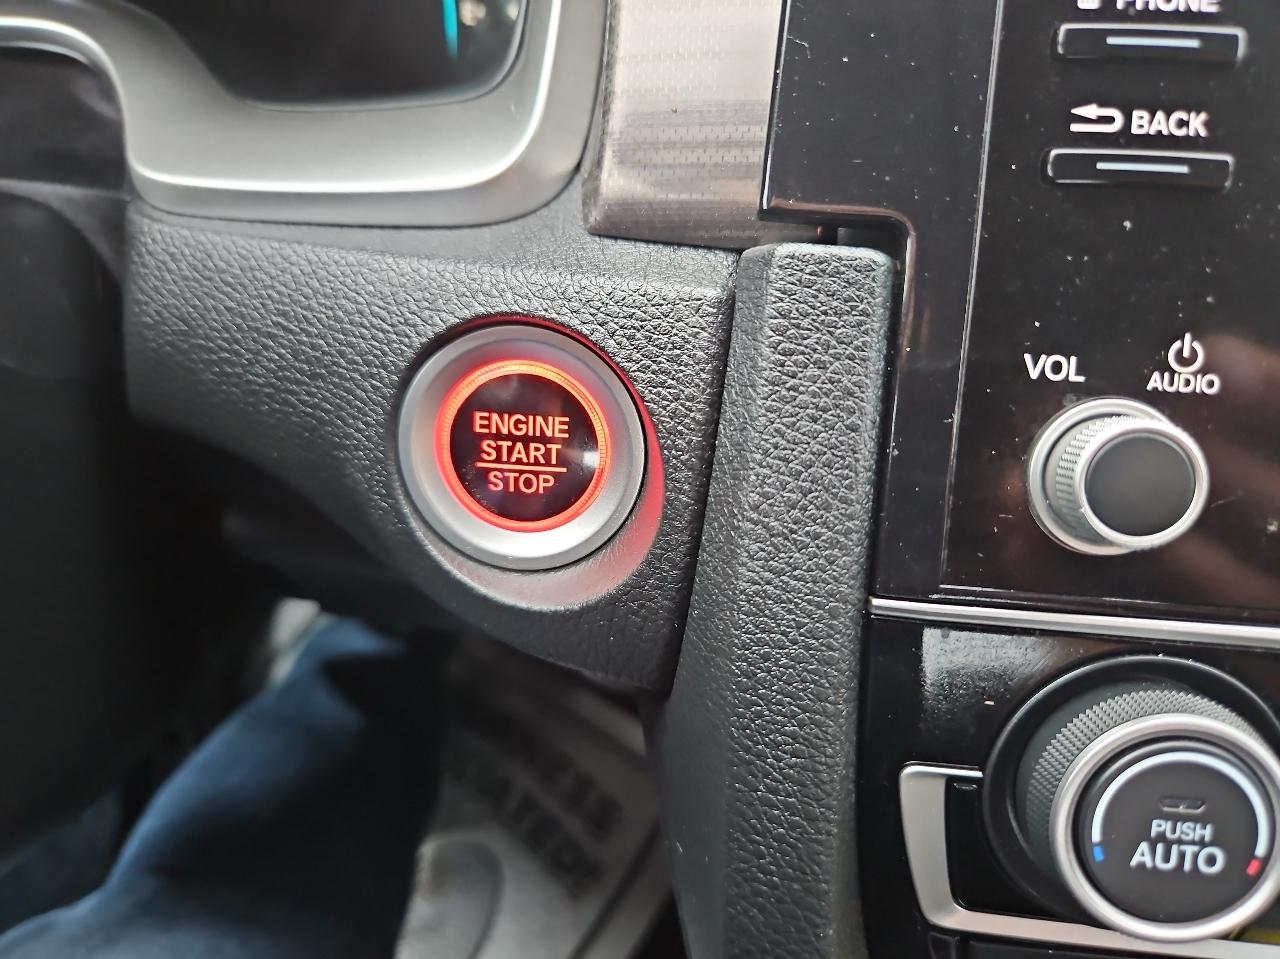 PHONE
BACK
VOL
AUDIO
ENGINE
START
STOP
PUSH
AUTO